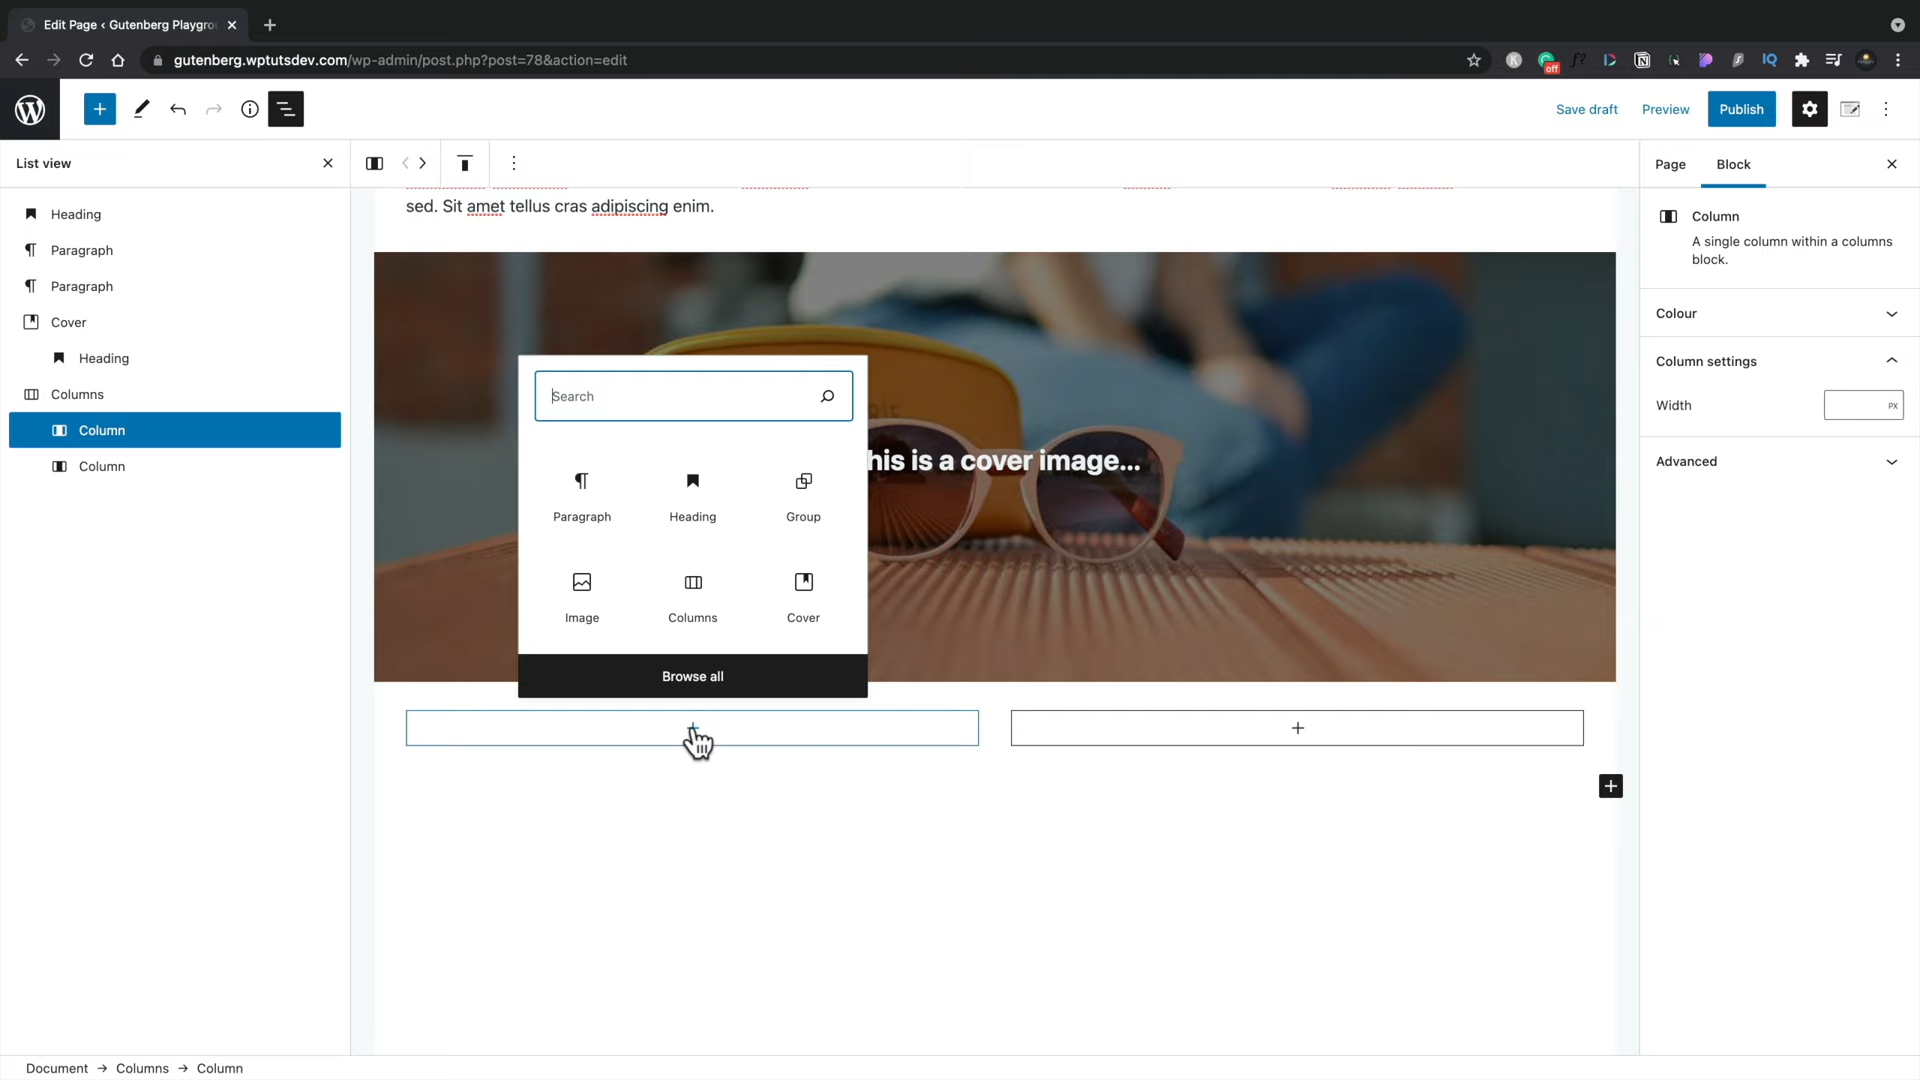 Edit Page ‹ Gutenberg Playgro
gutenberg.wptutsdev.com/wp-admin/post.php?post=78&action=edit
off
Save draft
Preview
Publish
List view
Page
Block
Heading
Paragraph
Paragraph
Cover
Heading
Columns
Column
Column
sed. Sit amet tellus cras adipiscing enim.
his is a cover image...
Search
Paragraph
Heading
Group
Image
Columns
Cover
Browse all
Column
A single column within a columns
block.
Colour
Column settings
Width
PX
Advanced
Document → Columns → Column